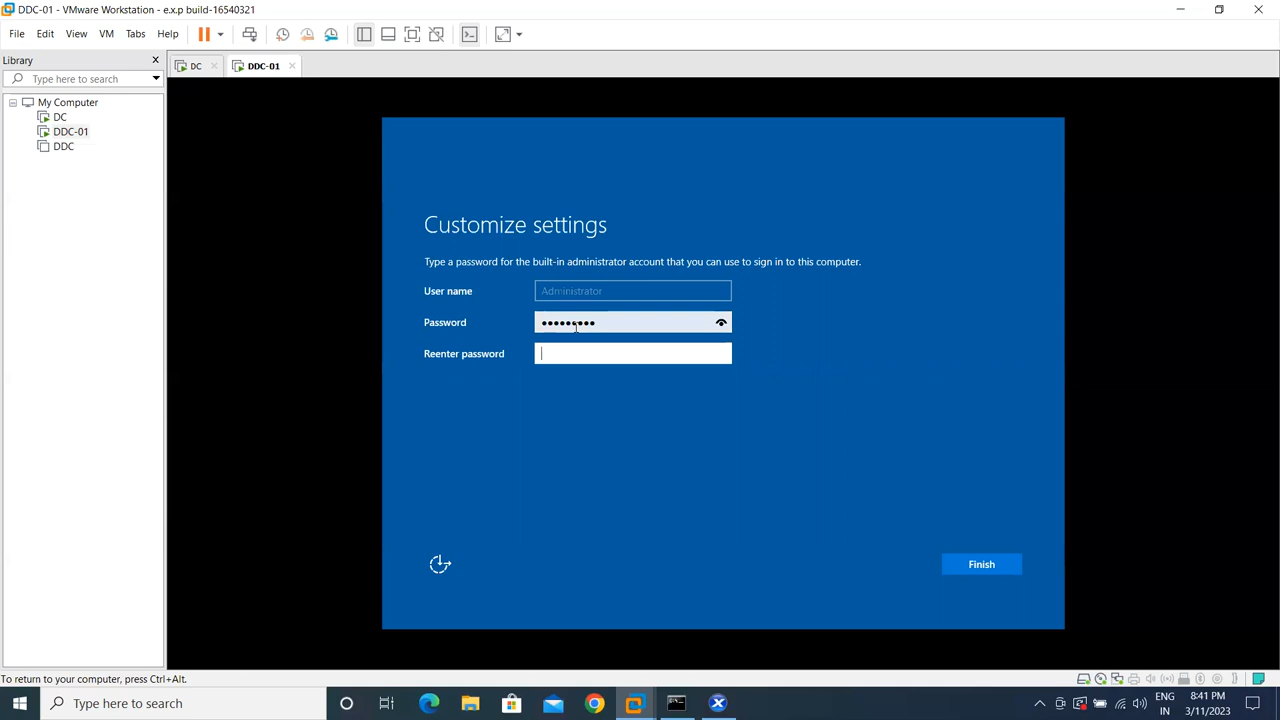 DDC-01 - VMware Workstation - e.x.p build-16540321
File Edit View VM Tabs Help
Library
DC
DDC-01
Type here to search
My Computer
DC
DDC-01
DDC
Customize settings
Type a password for the built-in administrator account that you can use to sign in to this computer.
User name
Administrator
Password
•••••••••
Reenter password
Finish
To return to your computer, press Ctrl+Alt.
Type here to search
ENG
IN
8:41 PM
3/11/2023